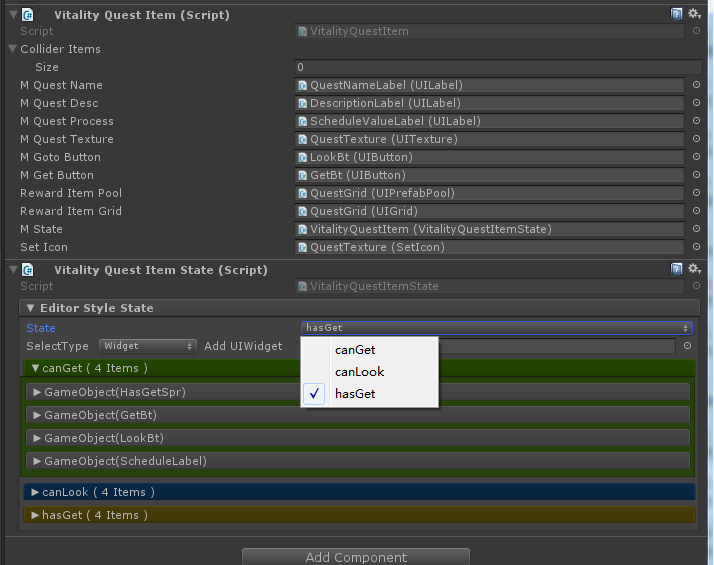 Vitality Quest Item (Script)
Script VitalityQuestItem
Collider Items
Size 0
M Quest Name QuestNameLabel (UILabel)
M Quest Desc DescriptionLabel (UILabel)
M Quest Process ScheduleValueLabel (UILabel)
M Quest Texture QuestTexture (UITexture)
M Goto Button LookBt (UIButton)
M Get Button GetBt (UIButton)
Reward Item Pool QuestGrid (UIPrefabPool)
Reward Item Grid QuestGrid (UIGrid)
M State VitalityQuestItem (VitalityQuestItemState)
Set Icon QuestTexture (SetIcon)
Vitality Quest Item State (Script)
Script VitalityQuestItemState
Editor Style State
State hasGet
SelectType Widget Add UIWidget
canGet
canLook
hasGet
canGet ( 4 Items )
GameObject(HasGetSpr)
GameObject(GetBt)
GameObject(LookBt)
GameObject(ScheduleLabel)
canLook ( 4 Items )
hasGet ( 4 Items )
Add Component